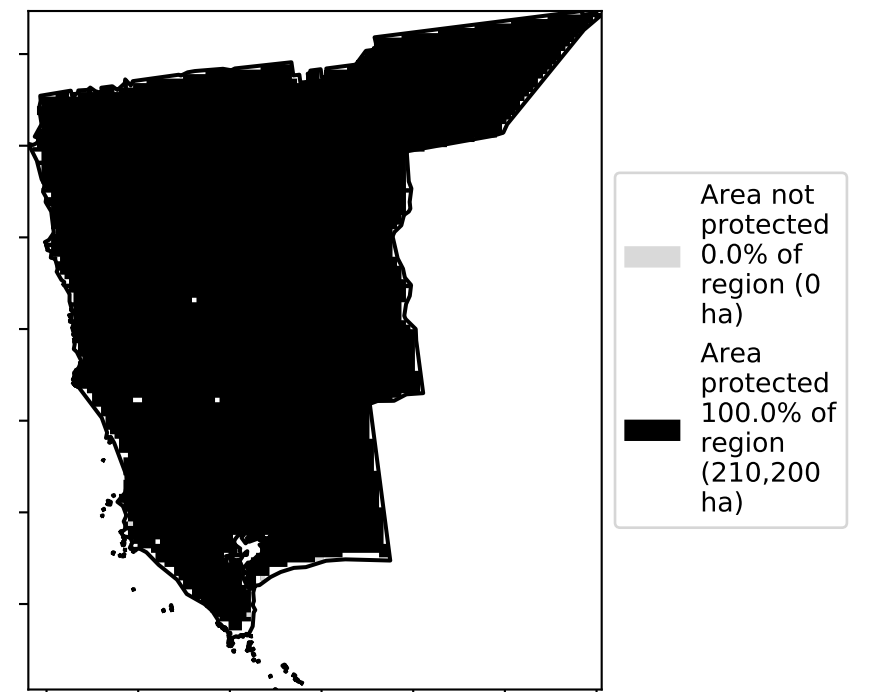 Area not
protected
0.0% of
region (0
ha)
Area
protected
100.0% of
region
(210,200
ha)